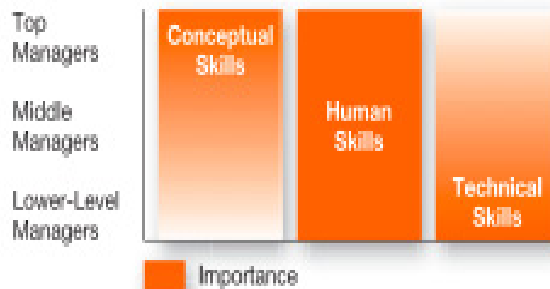 Top
Managers
Middle
Managers
Lower-Level
Managers
Conceptual
Skills
Human
Skills
Technical
Skills
Importance